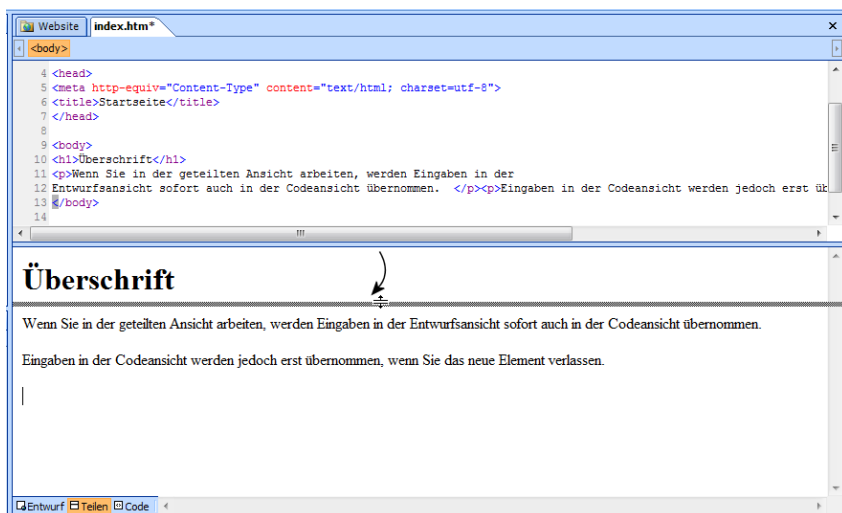 Website index.htm*
<body>
4 <head>
5 <meta http-equiv="Content-Type" content="text/html; charset=utf-8">
6 <title>Startseite</title>
7 </head>
8
9 <body>
10 <h1>Überschrift</h1>
11 <p>Wenn Sie in der geteilten Ansicht arbeiten, werden Eingaben in der
12 Entwurfsansicht sofort auch in der Codeansicht übernommen.  </p><p>Eingaben in der Codeansicht werden jedoch erst üb
13 </body>
14
Überschrift
Wenn Sie in der geteilten Ansicht arbeiten, werden Eingaben in der Entwurfsansicht sofort auch in der Codeansicht übernommen.
Eingaben in der Codeansicht werden jedoch erst übernommen, wenn Sie das neue Element verlassen.
Entwurf Teilen Code